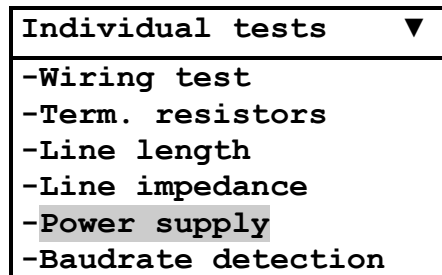 Individual tests ▼
-Wiring test
-Term. resistors
-Line length
-Line impedance
-Power supply
-Baudrate detection